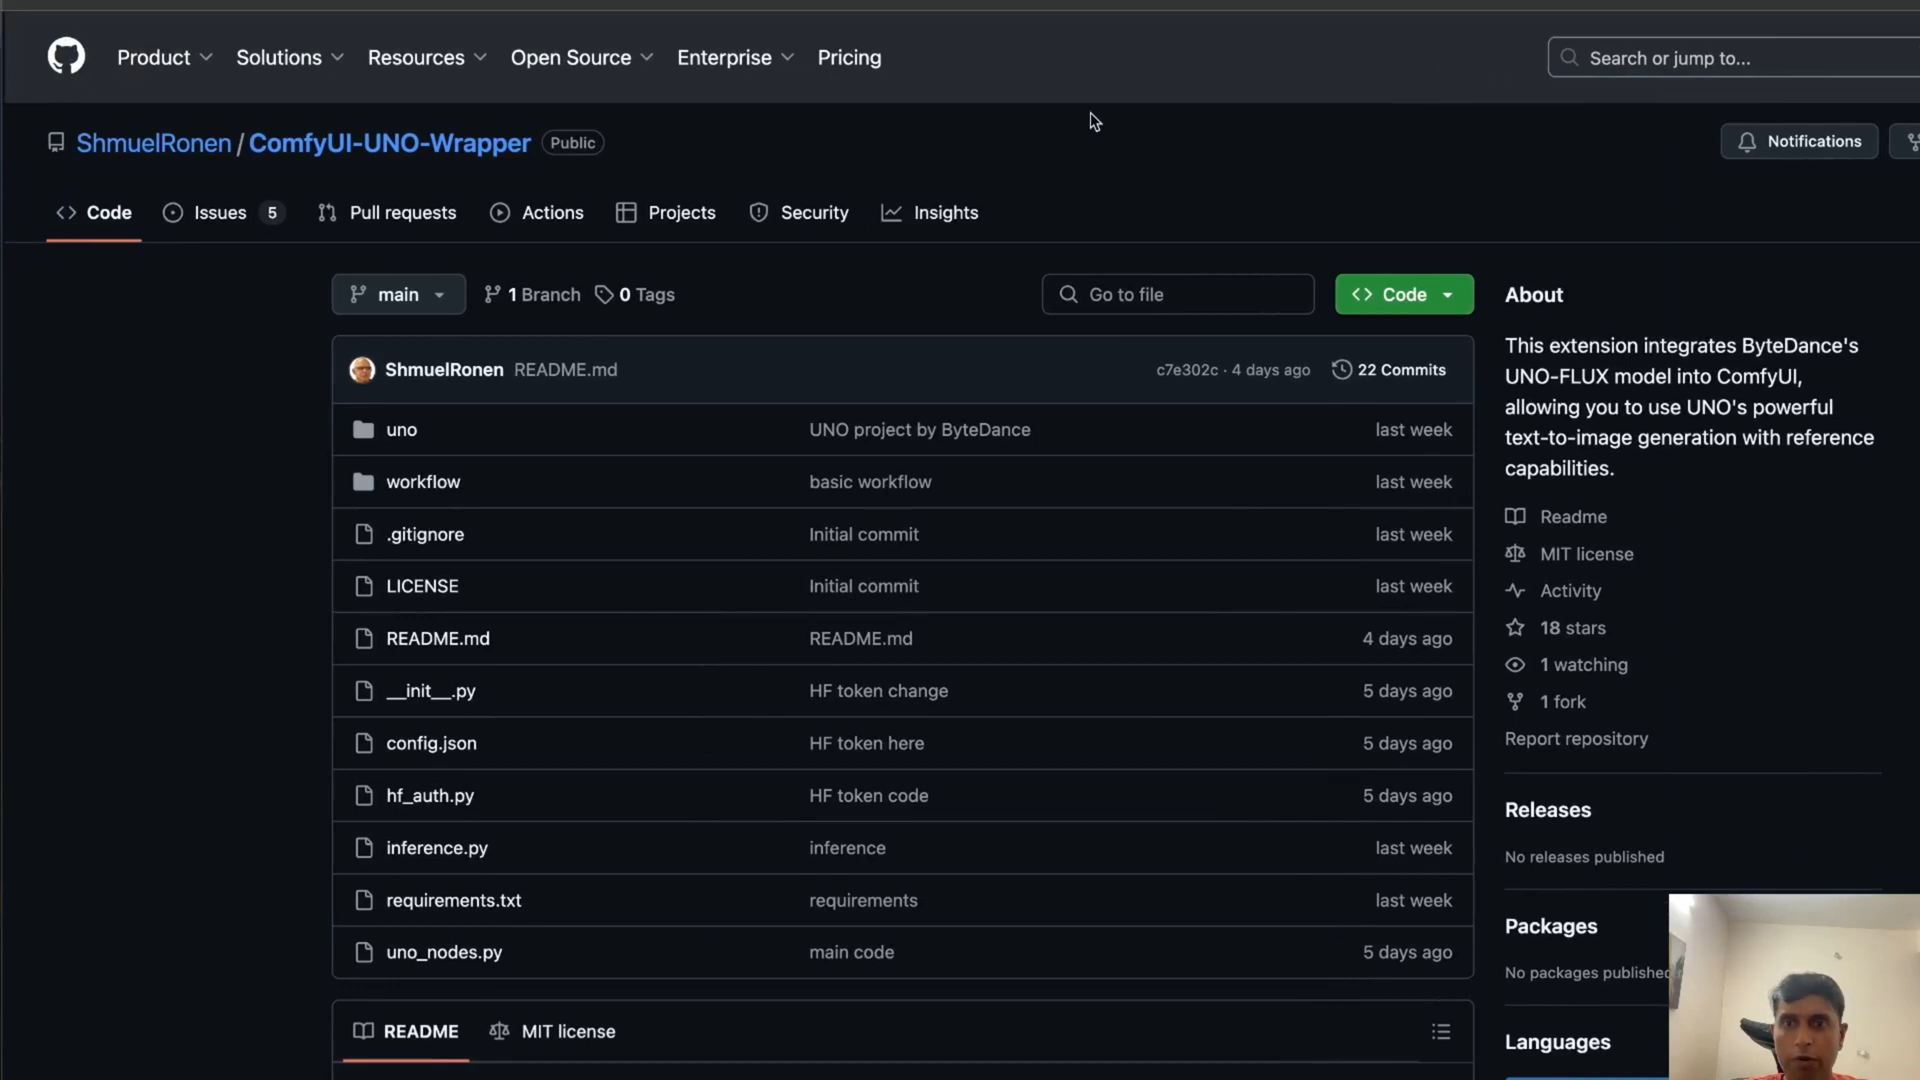 Product Solutions Resources Open Source Enterprise Pricing Search or jump to...
ShmuelRonen / ComfyUI-UNO-Wrapper Public Notifications
Code Issues 5 Pull requests Actions Projects Security Insights
main 1 Branch 0 Tags Go to file Code
ShmuelRonen README.md c7e302c · 4 days ago 22 Commits
uno UNO project by ByteDance last week
workflow basic workflow last week
.gitignore Initial commit last week
LICENSE Initial commit last week
README.md README.md 4 days ago
__init__.py HF token change 5 days ago
config.json HF token here 5 days ago
hf_auth.py HF token code 5 days ago
inference.py inference last week
requirements.txt requirements last week
uno_nodes.py main code 5 days ago
README MIT license
About
This extension integrates ByteDance's
UNO-FLUX model into ComfyUI,
allowing you to use UNO's powerful
text-to-image generation with reference
capabilities.
Readme
MIT license
Activity
18 stars
1 watching
1 fork
Report repository
Releases
No releases published
Packages
No packages published
Languages